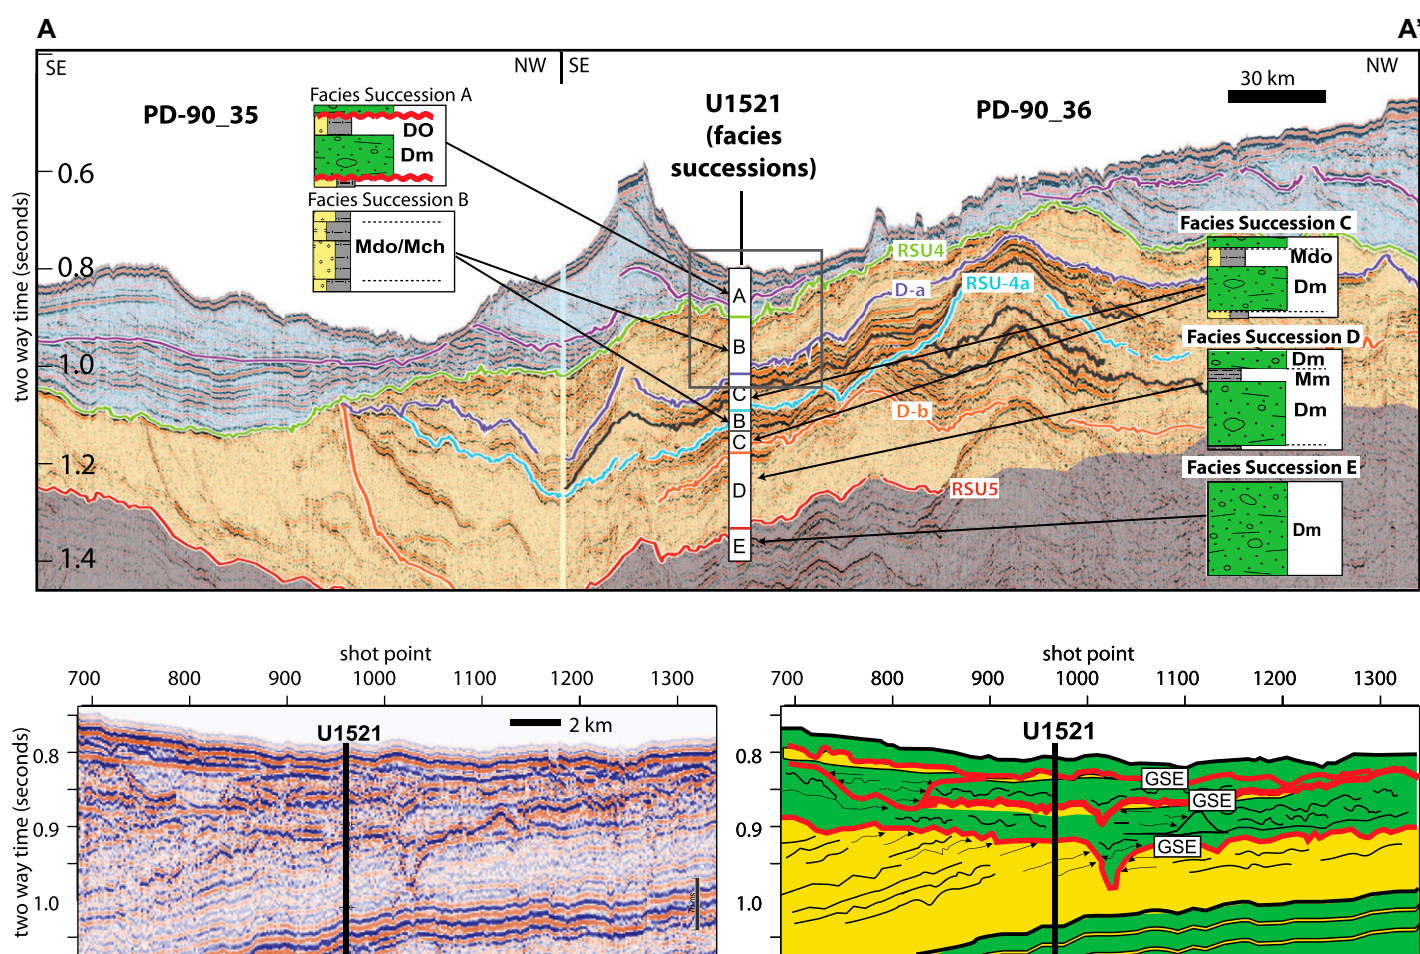 A
A'
SE
NW
SE
NW
30 km
PD-90_35
Facies Succession A
DO
Dm
U1521
(facies
successions)
PD-90_36
Facies Succession B
Mdo/Mch
two way time (seconds)
0.6
0.8
1.0
1.2
1.4
RSU4
D-a
RSU-4a
D-b
RSU5
A
B
C
B
C
D
E
Facies Succession C
Mdo
Dm
Facies Succession D
Dm
Mm
Dm
Facies Succession E
Dm
shot point
700 800 900 1000 1100 1200 1300
U1521
2 km
two way time (seconds)
0.8
0.9
1.0
shot point
700 800 900 1000 1100 1200 1300
U1521
0.8
0.9
1.0
GSE
GSE
GSE